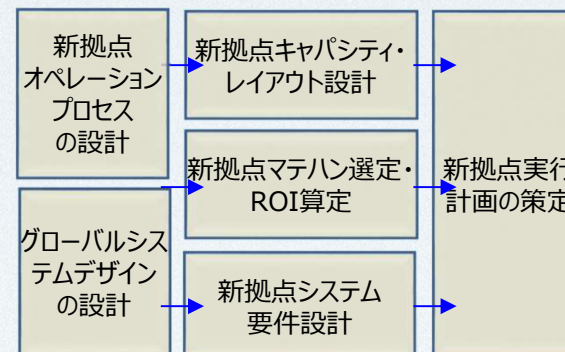 新拠点
オペレーション
プロセス
の設計
グローバルシス
テムデザイン
の設計
新拠点キャパシティ・
レイアウト設計
新拠点マテハン選定・
ROI算定
新拠点システム
要件設計
新拠点実行
計画の策定